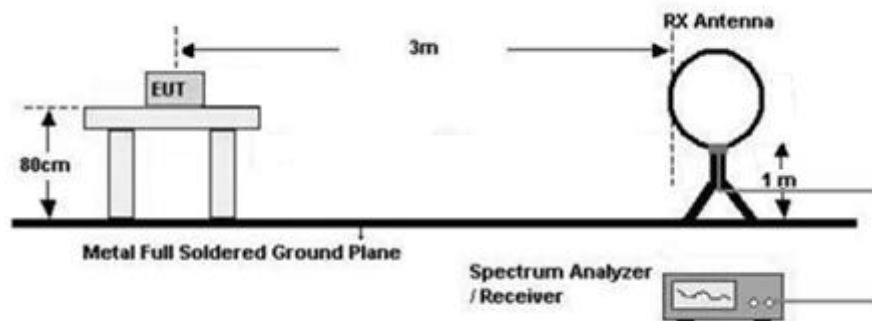 RX Antenna
3m
EUT
80cm
1 m
Metal Full Soldered Ground Plane
Spectrum Analyzer
/ Receiver